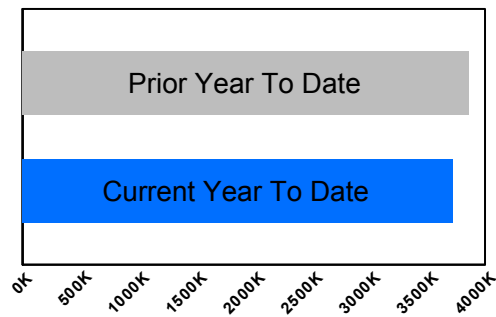 Prior Year To Date
Current Year To Date
0K 500K 1000K 1500K 2000K 2500K 3000K 3500K 4000K